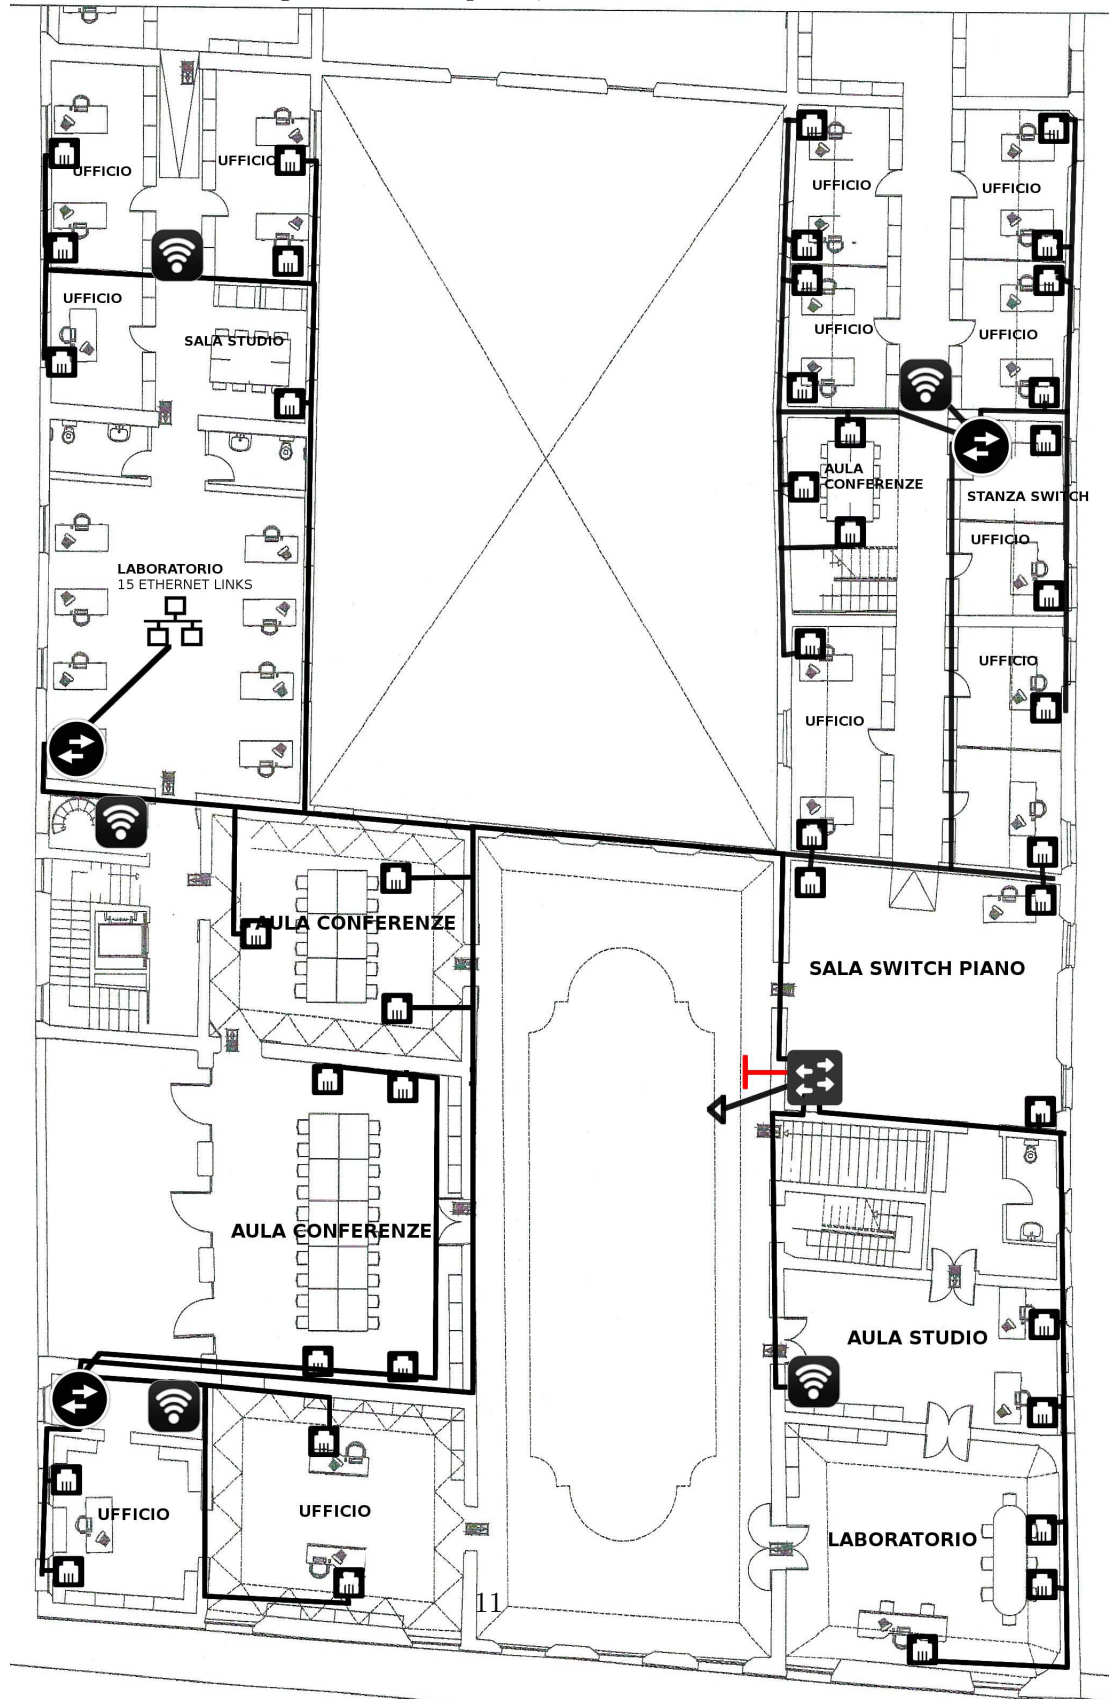 UFFICIO
UFFICIO
UFFICIO
UFFICIO
UFFICIO
SALA STUDIO
UFFICIO
UFFICIO
AULA
CONFERENZE
STANZA SWITCH
UFFICIO
LABORATORIO
15 ETHERNET LINKS
UFFICIO
UFFICIO
AULA CONFERENZE
SALA SWITCH PIANO
AULA CONFERENZE
AULA STUDIO
UFFICIO
UFFICIO
LABORATORIO
11